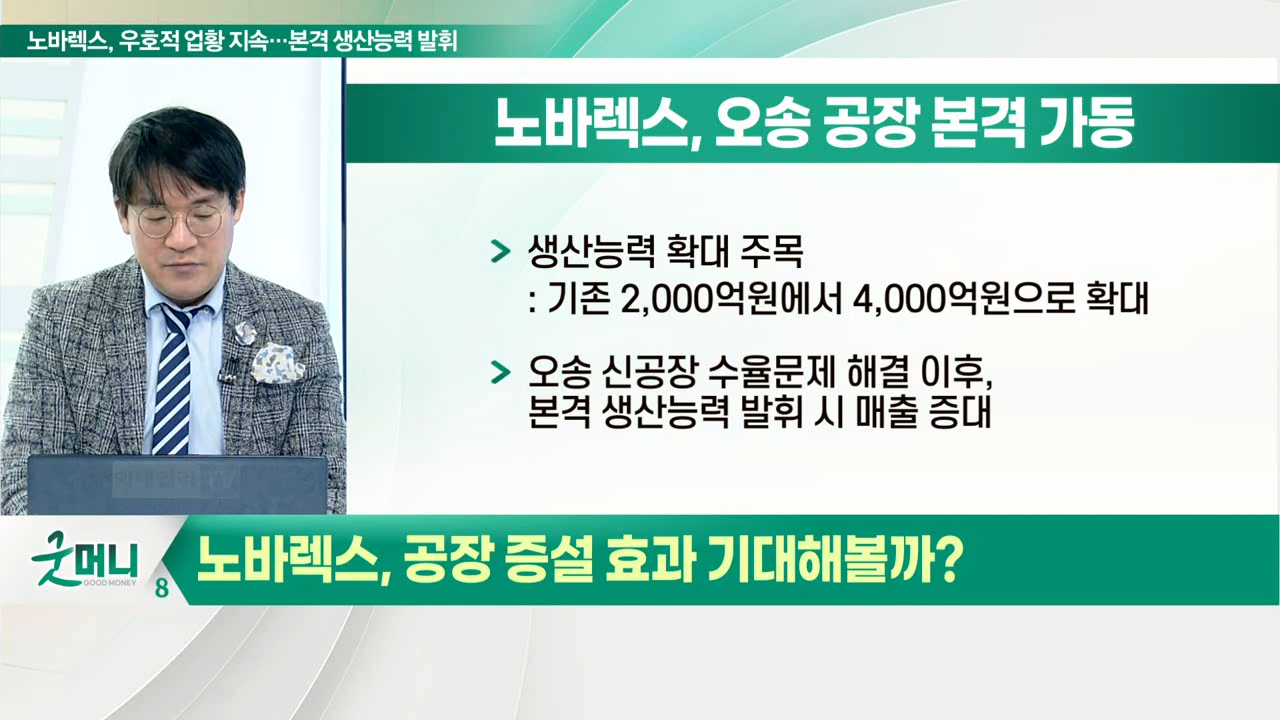 노바렉스, 우호적 업황 지속…본격 생산능력 발휘
노바렉스, 오송 공장 본격 가동
> 생산능력 확대 주목
: 기존 2,000억원에서 4,000억원으로 확대
> 오송 신공장 수율문제 해결 이후,
본격 생산능력 발휘 시 매출 증대
굿머니
GOOD MONEY
8
노바렉스, 공장 증설 효과 기대해볼까?